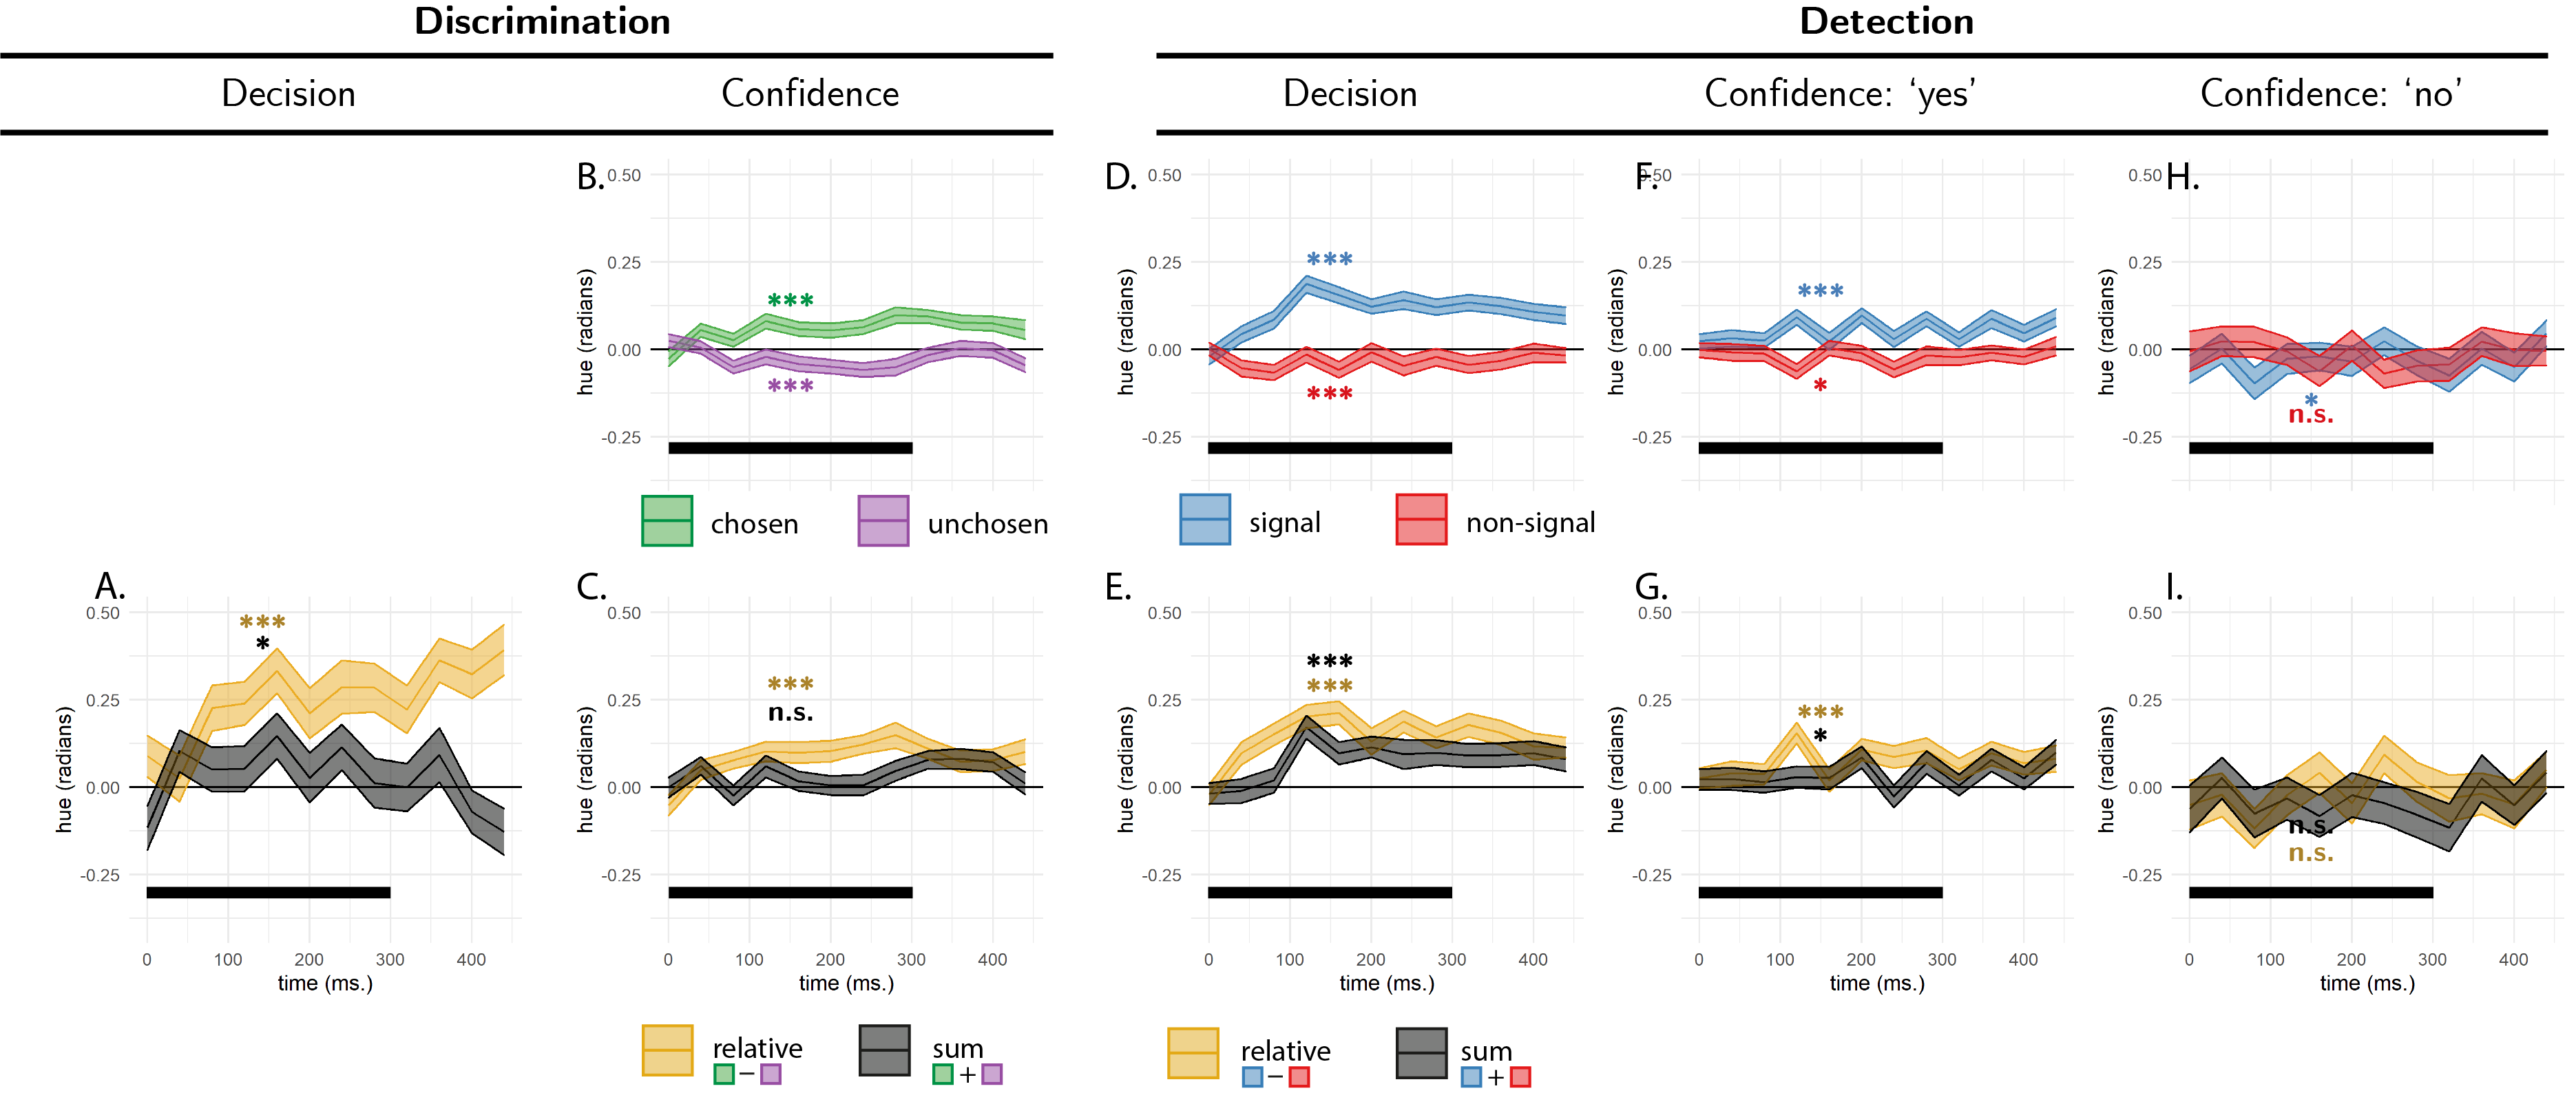 Discrimination Detection
Decision Confidence Decision Confidence: ‘yes’ Confidence: ‘no’
B. D. F. H.
0.50 0.50 0.50 0.50
0.25 *** 0.25 *** 0.25 *** 0.25
0.00 0.00 0.00 0.00
*** *** * *
n.s.
-0.25 -0.25 -0.25 -0.25
hue (radians) hue (radians) hue (radians) hue (radians)
chosen unchosen signal non-signal
A. C. E. G. I.
0.50 0.50 0.50 0.50 0.50
*** *** *** *** 
* n.s. *** *
0.25 0.25 0.25 0.25 0.25
0.00 0.00 0.00 0.00 0.00
n.s.
n.s.
-0.25 -0.25 -0.25 -0.25 -0.25
hue (radians) hue (radians) hue (radians) hue (radians) hue (radians)
0 100 200 300 400 0 100 200 300 400 0 100 200 300 400 0 100 200 300 400 0 100 200 300 400
time (ms.) time (ms.) time (ms.) time (ms.) time (ms.)
relative sum relative sum
− + − +